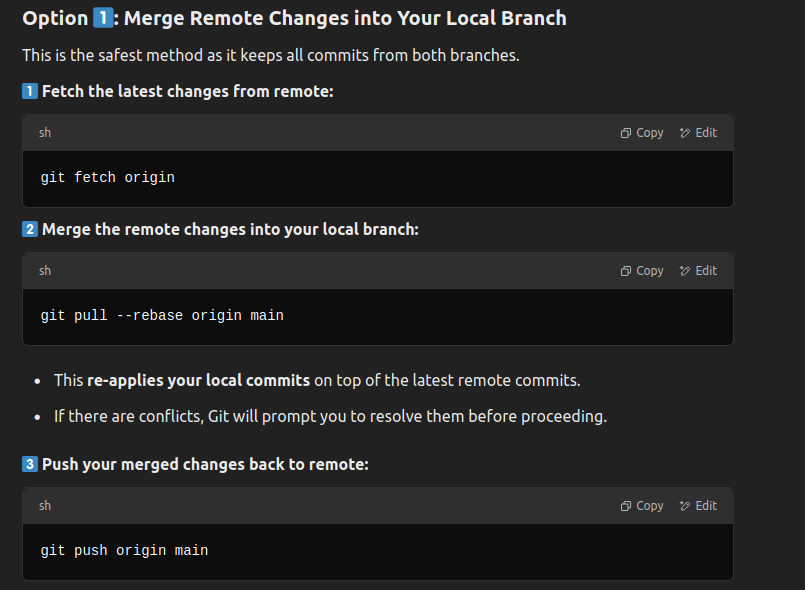 Option 1️⃣: Merge Remote Changes into Your Local Branch
This is the safest method as it keeps all commits from both branches.
1️⃣ Fetch the latest changes from remote:
sh Copy Edit
git fetch origin
2️⃣ Merge the remote changes into your local branch:
sh Copy Edit
git pull --rebase origin main
• This re-applies your local commits on top of the latest remote commits.
• If there are conflicts, Git will prompt you to resolve them before proceeding.
3️⃣ Push your merged changes back to remote:
sh Copy Edit
git push origin main